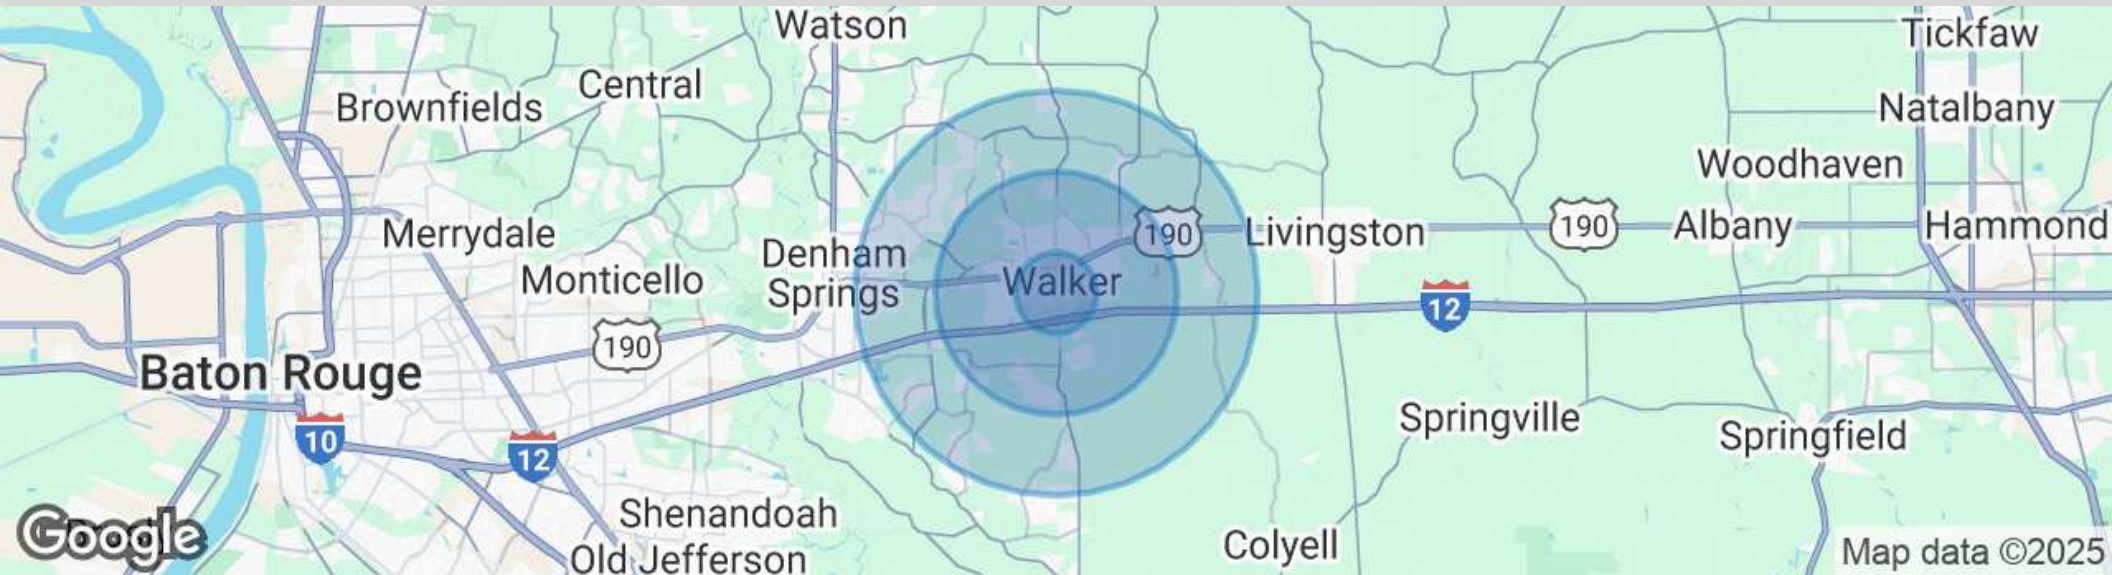 Watson
Tickfaw
Central
Brownfields
Natalbany
Woodhaven
Merrydale
190
Livingston
190
Albany
Hammond
Denham
Springs
Monticello
Walker
12
190
Baton Rouge
Springville
Springfield
10
12
Shenandoah
Google
Colyell
Old Jefferson
Map data ©2025